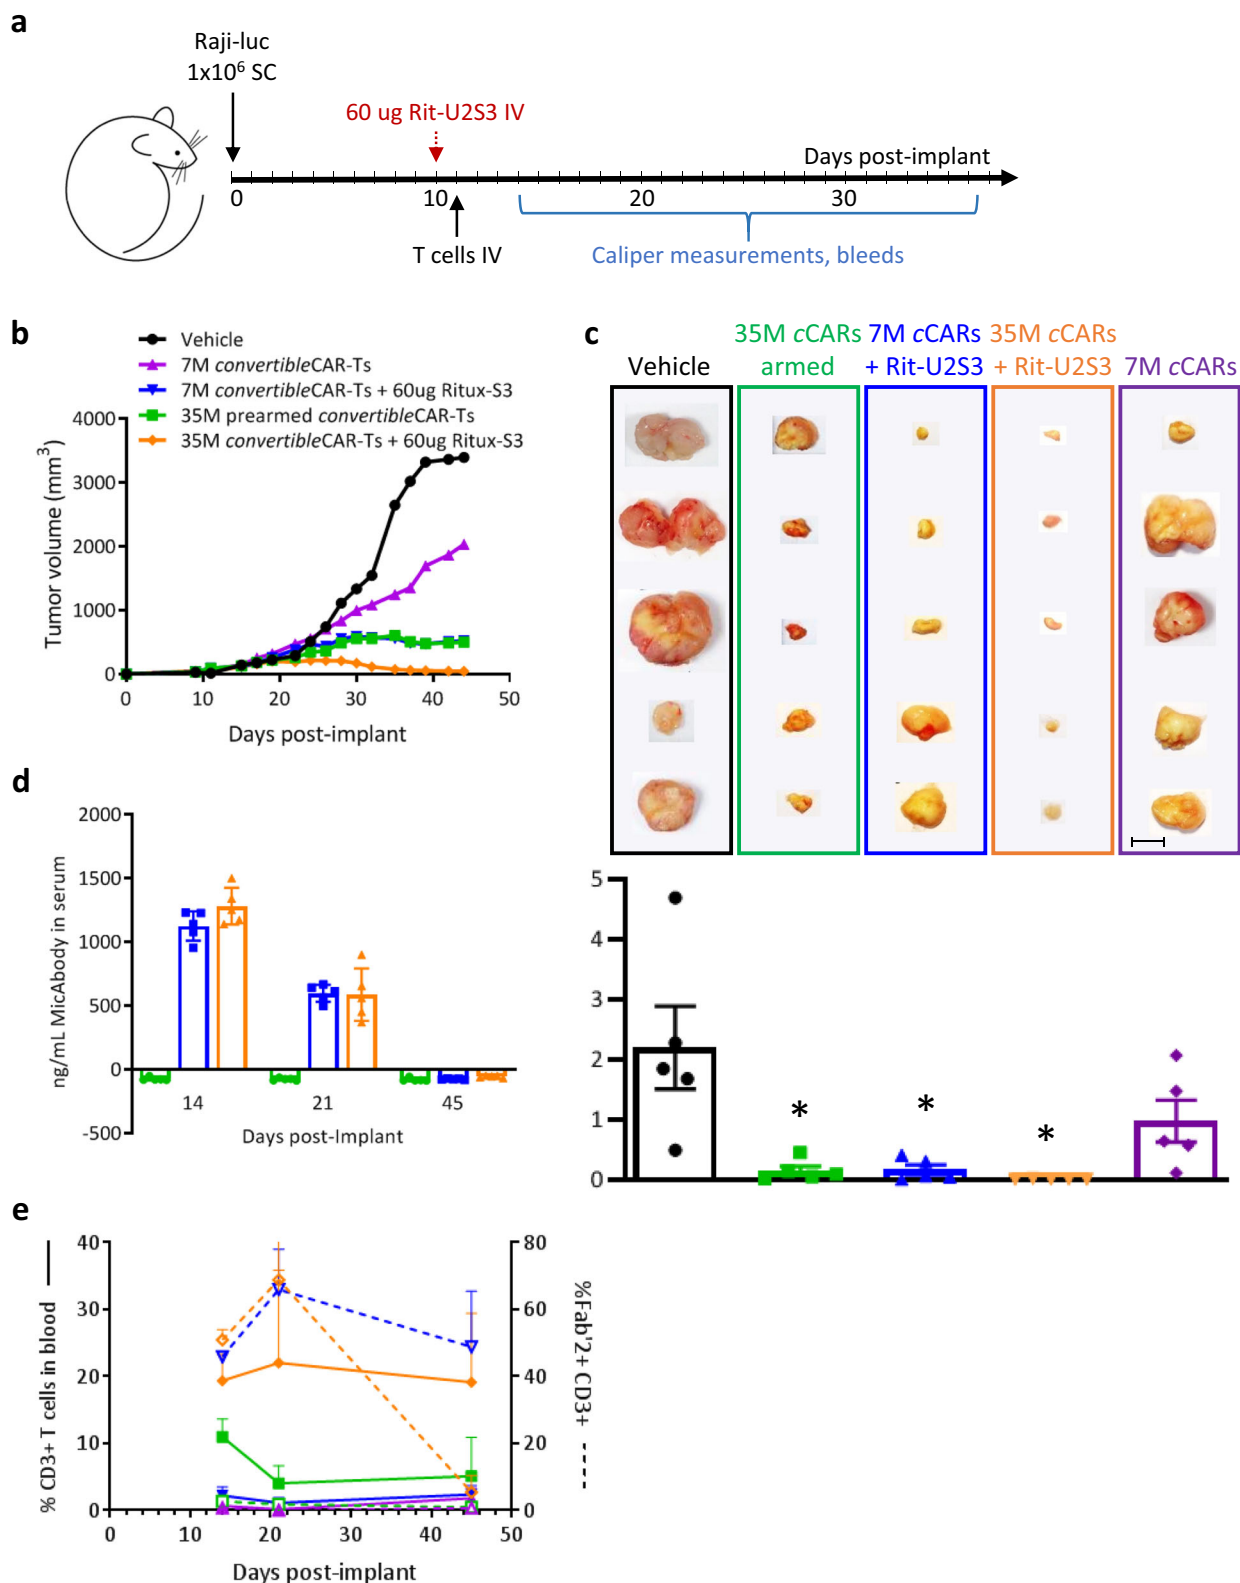 a
Raji-luc
1x10⁶ SC
60 ug Rit-U2S3 IV
Days post-implant
0 10 20 30
T cells IV
Caliper measurements, bleeds
b
Vehicle
7M convertibleCAR-Ts
7M convertibleCAR-Ts + 60ug Ritux-S3
35M prearmed convertibleCAR-Ts
35M convertibleCAR-Ts + 60ug Ritux-S3
Tumor volume (mm³)
4000
3000
2000
1000
0
0 10 20 30 40 50
Days post-implant
c
Vehicle
35M cCARs
armed
7M cCARs
+ Rit-U2S3
35M cCARs
+ Rit-U2S3
7M cCARs
5
4
3
2
1
0
* * *
d
ng/mL MicAbody in serum
2000
1500
1000
500
0
-500
14 21 45
Days post-Implant
e
% CD3+ T cells in blood
40
30
20
10
0
80
60
40
20
0
%Fab'2+ CD3+
0 10 20 30 40 50
Days post-implant